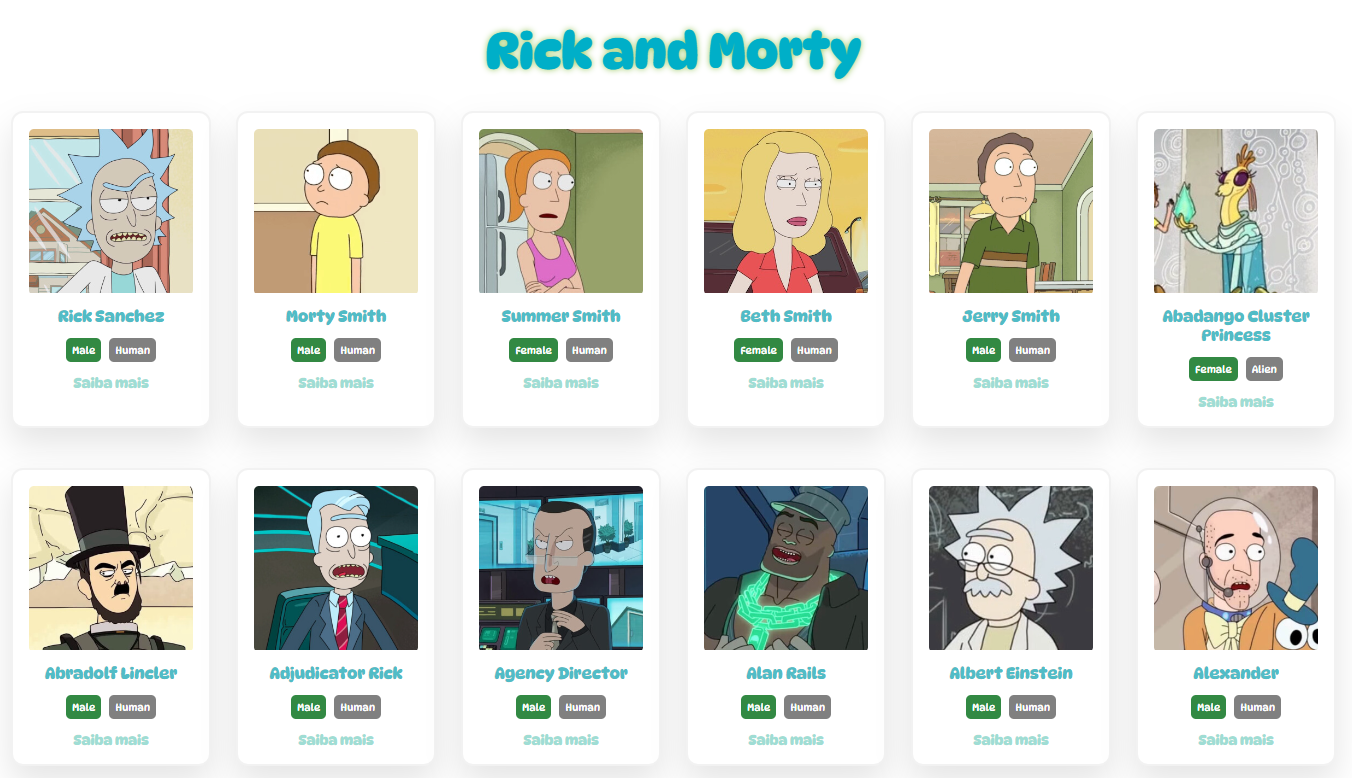 Rick and Morty
Rick Sanchez
Male Human
Saiba mais
Morty Smith
Male Human
Saiba mais
Summer Smith
Female Human
Saiba mais
Beth Smith
Female Human
Saiba mais
Jerry Smith
Male Human
Saiba mais
Abadango Cluster
Princess
Female Alien
Saiba mais
Abradolf Lincler
Male Human
Saiba mais
Adjudicator Rick
Male Human
Saiba mais
Agency Director
Male Human
Saiba mais
Alan Rails
Male Human
Saiba mais
Albert Einstein
Male Human
Saiba mais
Alexander
Male Human
Saiba mais